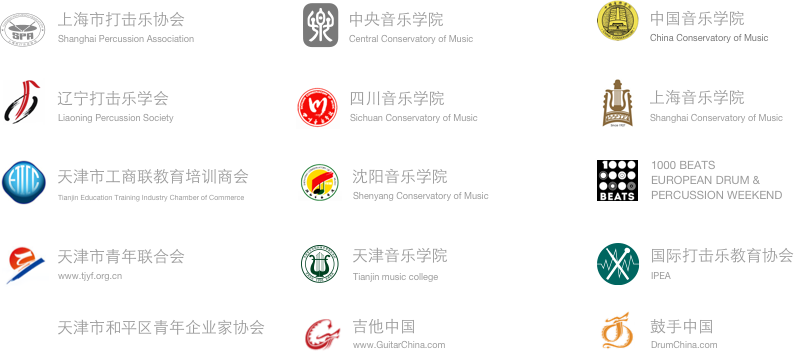 上海市打击乐协会
Shanghai Percussion Association
SPA
中央音乐学院
Central Conservatory of Music
中国音乐学院
China Conservatory of Music
辽宁打击乐学会
Liaoning Percussion Society
四川音乐学院
Sichuan Conservatory of Music
上海音乐学院
Shanghai Conservatory of Music
天津市工商联教育培训商会
Tianjin Education Training Industry Chamber of Commerce
沈阳音乐学院
Shenyang Conservatory of Music
BEATS
1000 BEATS
EUROPEAN DRUM &
PERCUSSION WEEKEND
天津市青年联合会
www.tjyf.org.cn
天津音乐学院
Tianjin music college
国际打击乐教育协会
IPEA
天津市和平区青年企业家协会
吉他中国
www.GuitarChina.com
鼓手中国
DrumChina.com